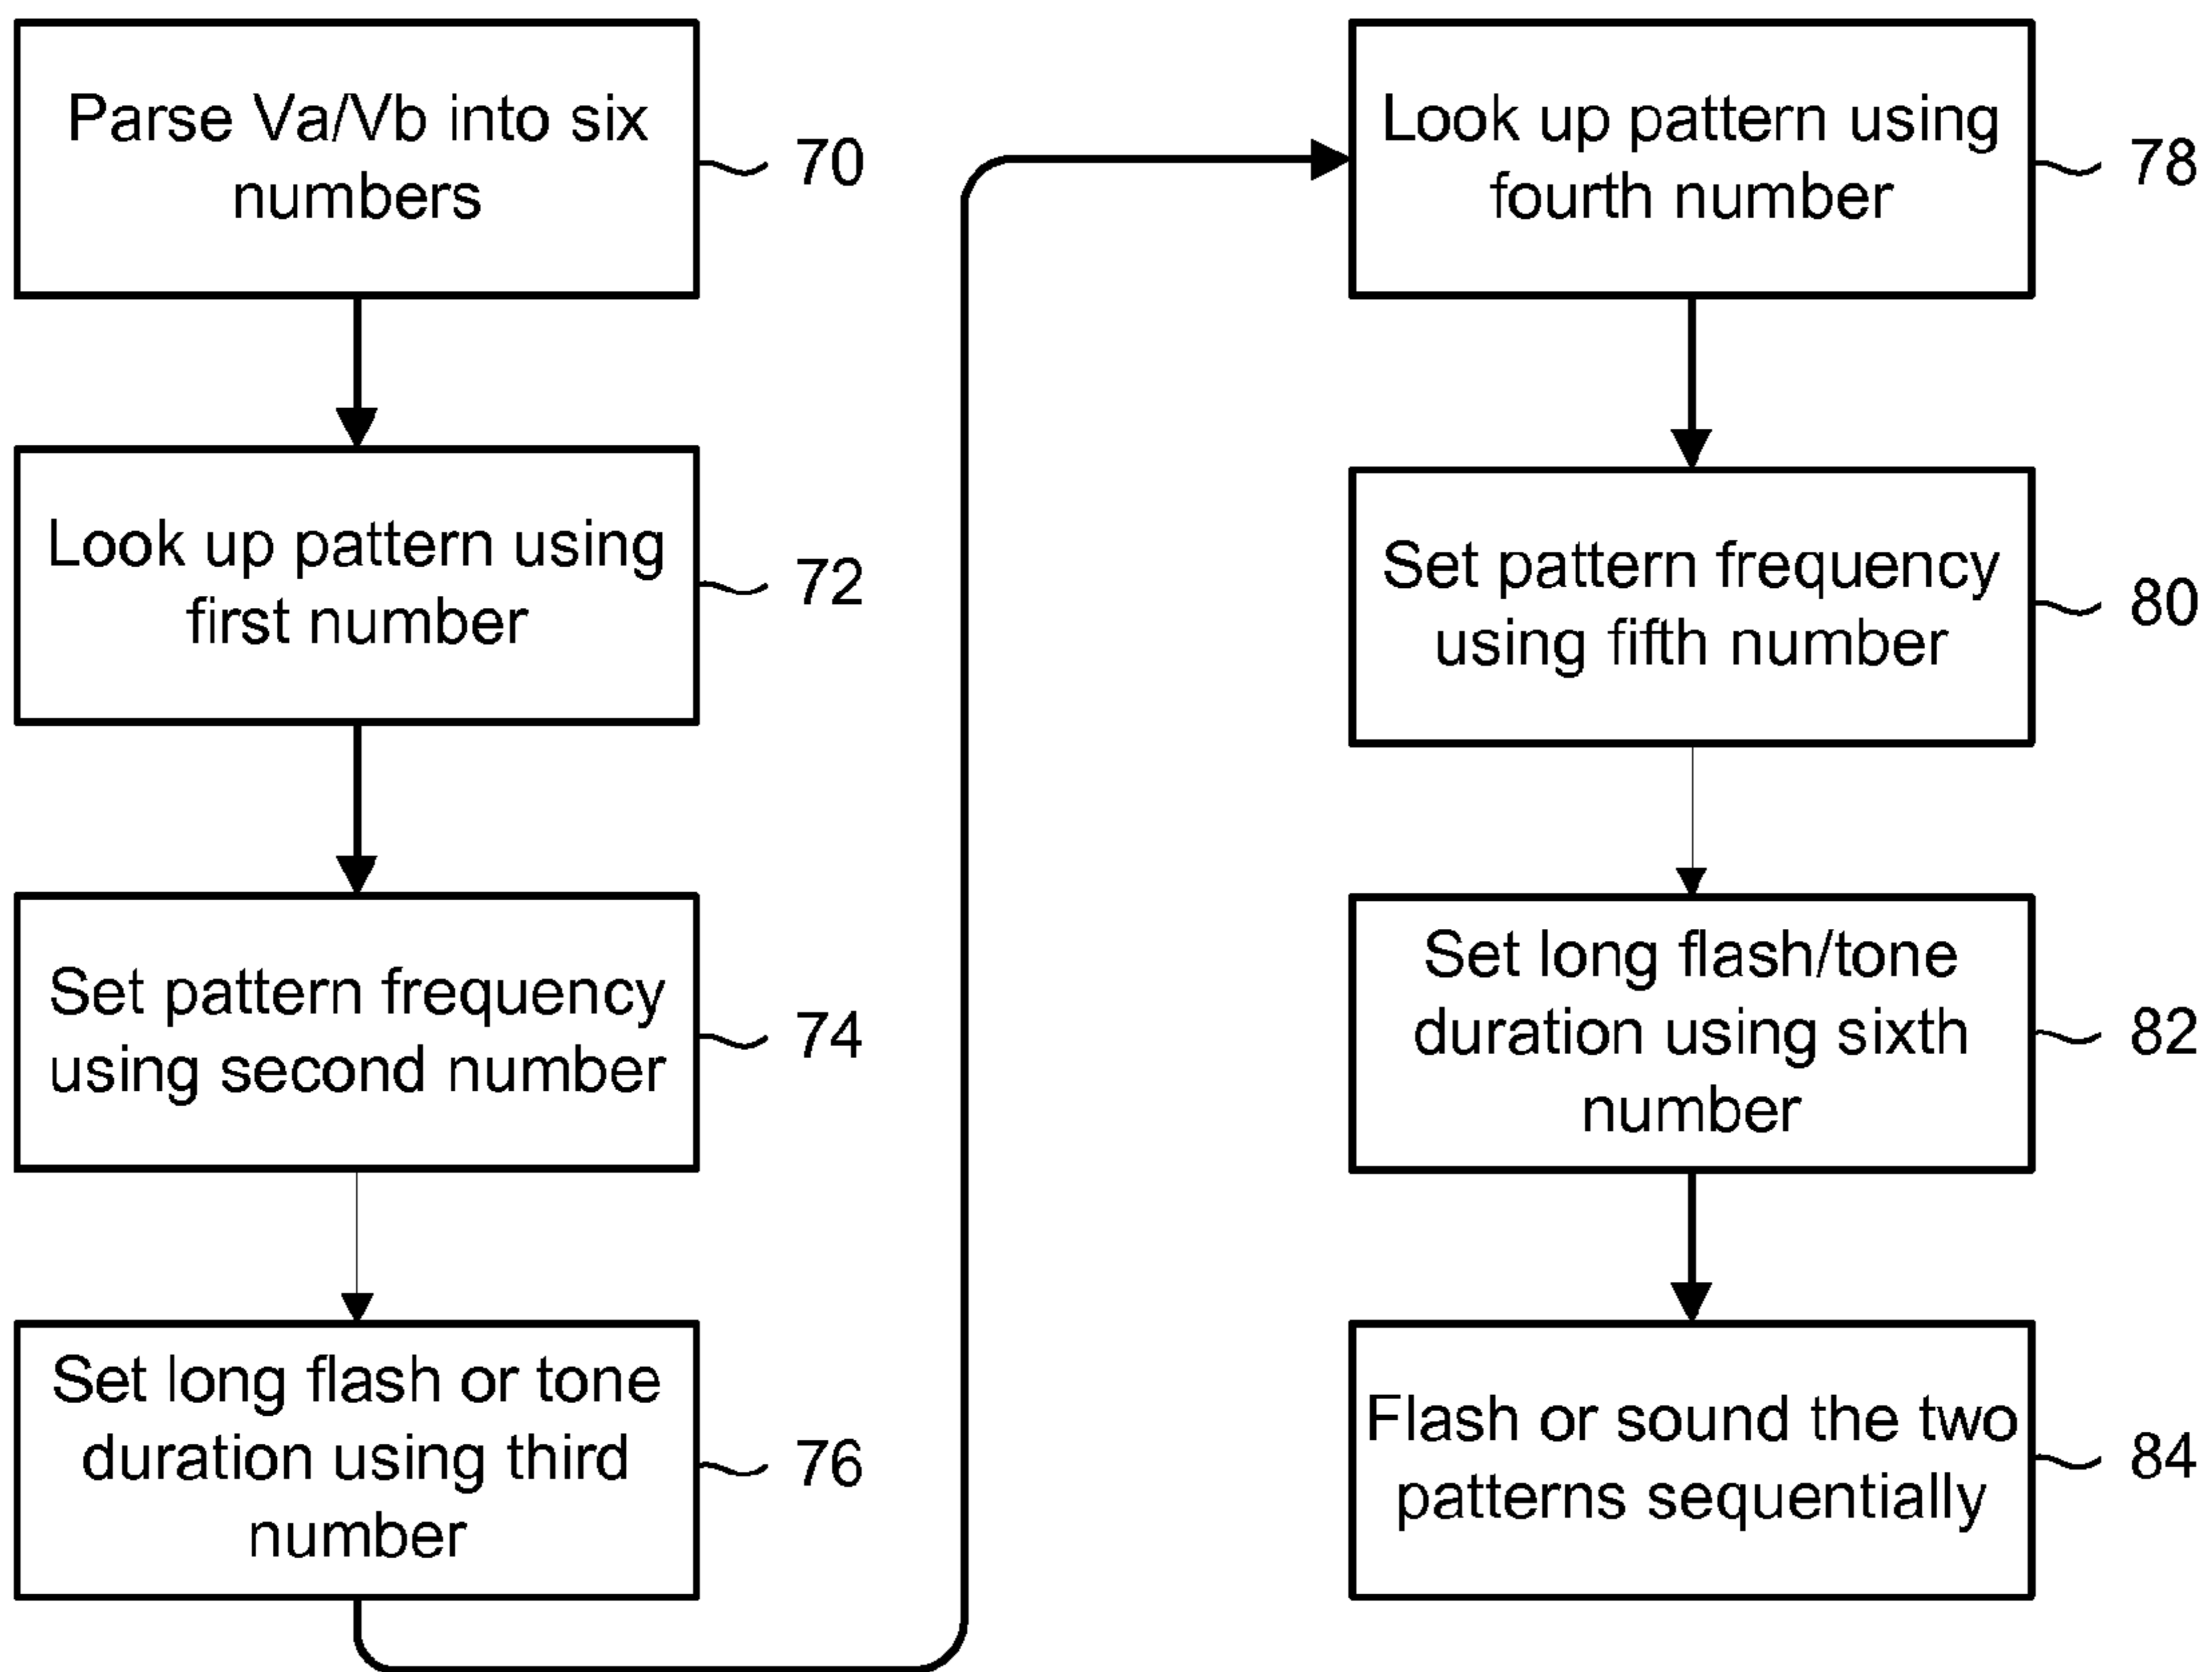 Parse Va/Vb into six
numbers
70
Look up pattern using
first number
72
Set pattern frequency
using second number
74
Set long flash or tone
duration using third
number
76
Look up pattern using
fourth number
78
Set pattern frequency
using fifth number
80
Set long flash/tone
duration using sixth
number
82
Flash or sound the two
patterns sequentially
84